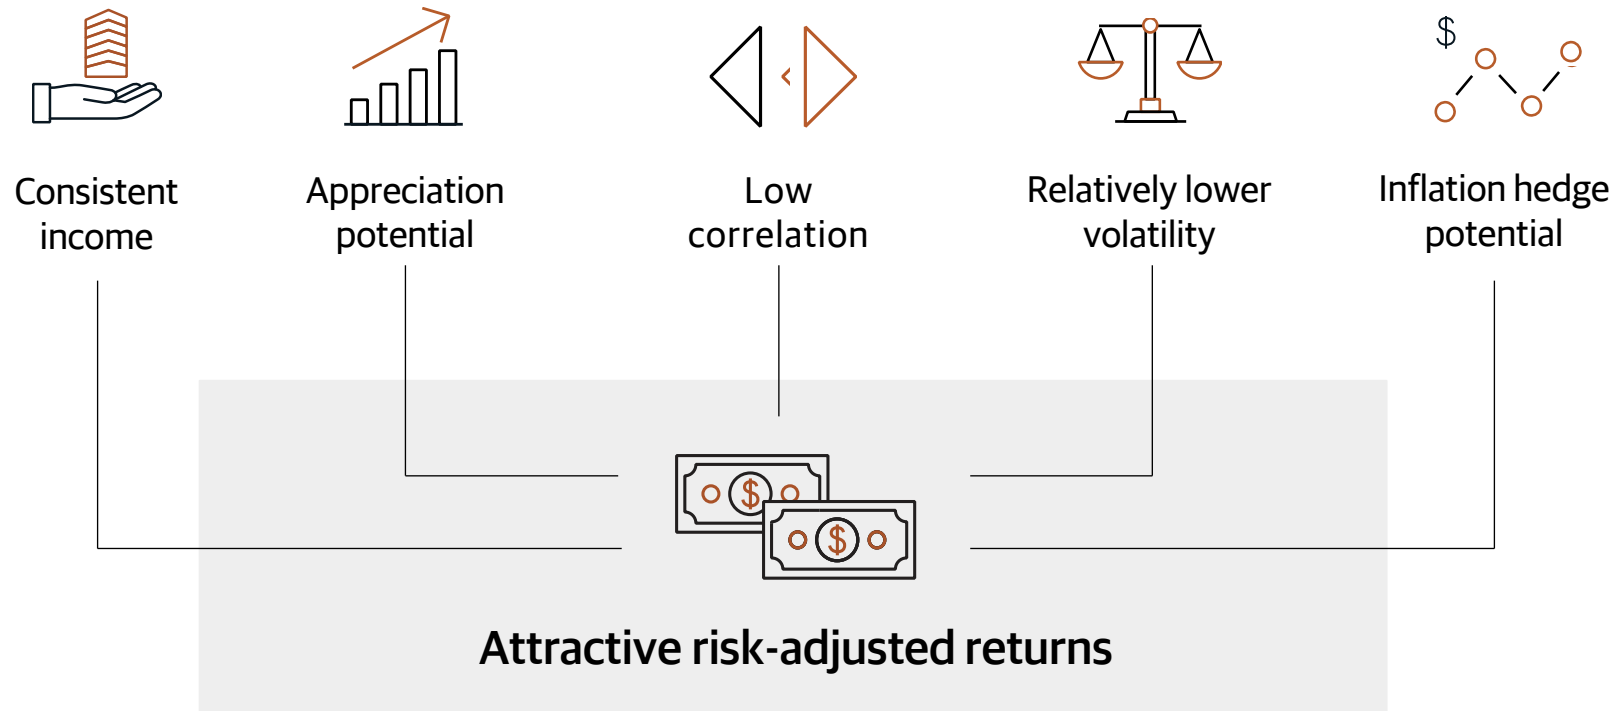 $
Consistent
income
Appreciation
potential
Low
correlation
Relatively lower
volatility
Inflation hedge
potential
$
$
Attractive risk-adjusted returns